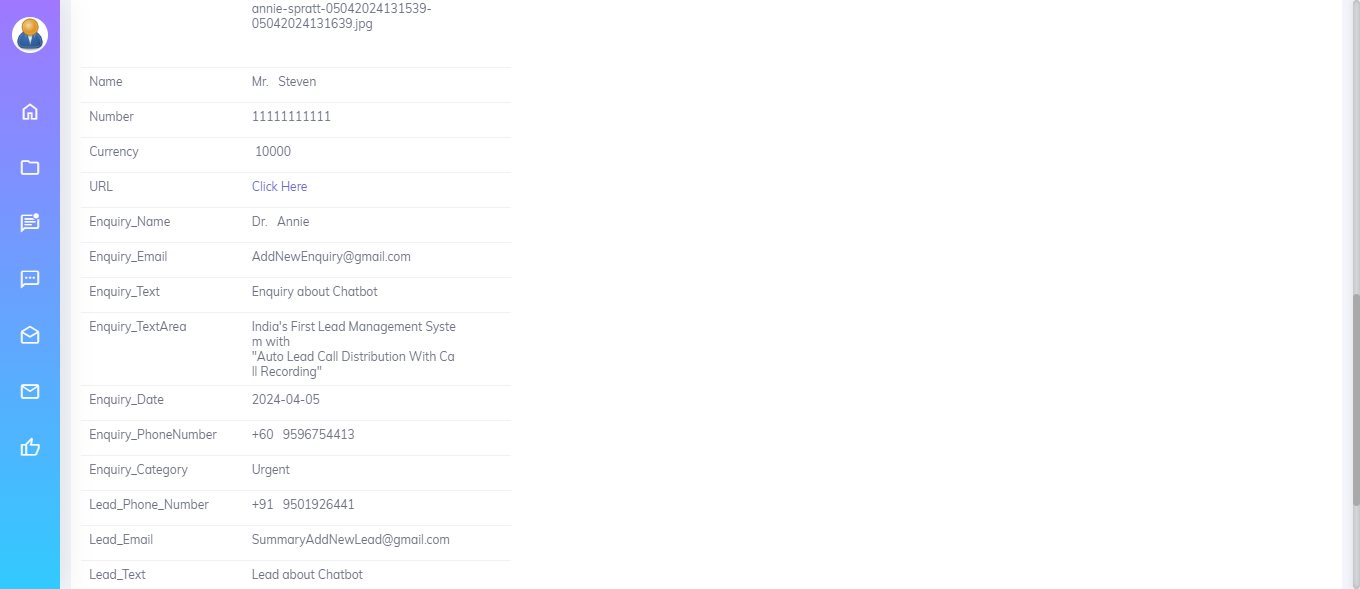 annie-spratt-05042024131539-
05042024131639.jpg
Name Mr. Steven
Number 11111111111
Currency 10000
URL Click Here
Enquiry_Name Dr. Annie
Enquiry_Email AddNewEnquiry@gmail.com
Enquiry_Text Enquiry about Chatbot
Enquiry_TextArea India's First Lead Management Syste
m with
"Auto Lead Call Distribution With Ca
ll Recording"
Enquiry_Date 2024-04-05
Enquiry_PhoneNumber +60 9596754413
Enquiry_Category Urgent
Lead_Phone_Number +91 9501926441
Lead_Email SummaryAddNewLead@gmail.com
Lead_Text Lead about Chatbot